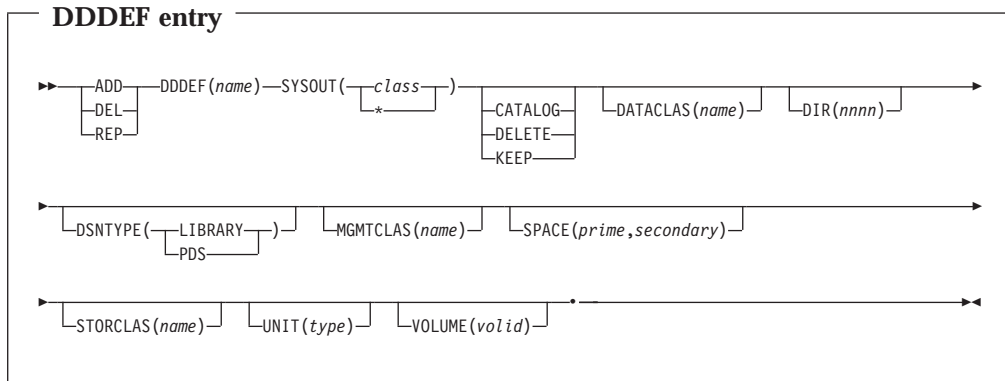 DDDEF entry
ADD DDDEF(name) SYSOUT( class )
DEL * CATALOG DATACLAS(name) DIR(nnnn)
REP DELETE
KEEP
DSNTYPE( LIBRARY ) MGMTCLAS(name) SPACE(prime,secondary)
PDS
STORCLAS(name) UNIT(type) VOLUME(volid) .